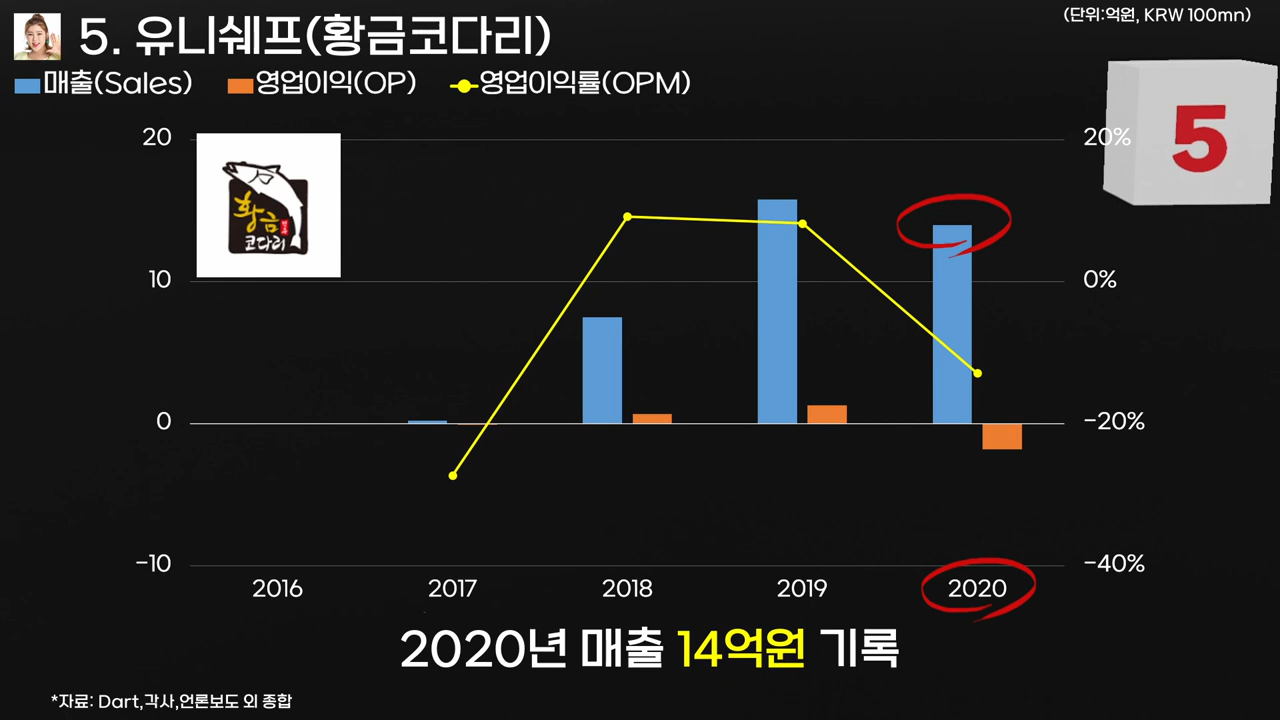 5. 유니쉐프(황금코다리)
(단위:억원, KRW 100mn)
매출(Sales) 영업이익(OP) 영업이익률(OPM)
5
20 20%
황금
코다리
10 0%
0 -20%
-10 -40%
2016 2017 2018 2019 2020
2020년 매출 14억원 기록
*자료: Dart,각사,언론보도 외 종합